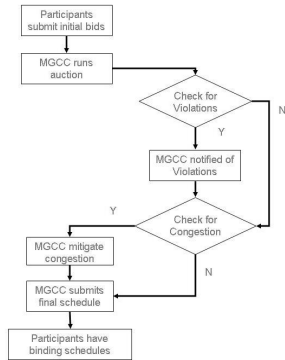 Participants
submit initial bids
MGCC runs
auction
Check for
Violations
N
Y
MGCC notified of
Violations
Y
Check for
Congestion
MGCC mitigate
congestion
N
MGCC submits
final schedule
Participants have
binding schedules